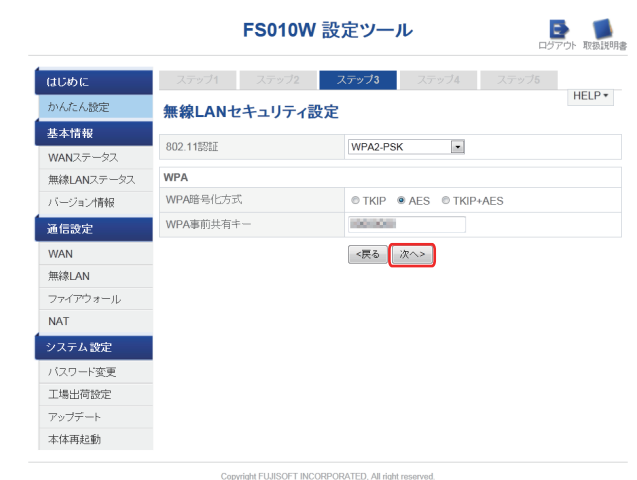 FS010W 設定ツール
ログアウト 取扱説明書
はじめに
かんたん設定
基本情報
WANステータス
無線LANステータス
バージョン情報
通信設定
WAN
無線LAN
ファイアウォール
NAT
システム設定
パスワード変更
工場出荷設定
アップデート
本体再起動
ステップ1 ステップ2 ステップ3 ステップ4 ステップ5
HELP
無線LANセキュリティ設定
802.11認証 WPA2-PSK
WPA
WPA暗号化方式 TKIP AES TKIP+AES
WPA事前共有キー
<戻る 次へ>
Copyright FUJISOFT INCORPORATED, All right reserved.